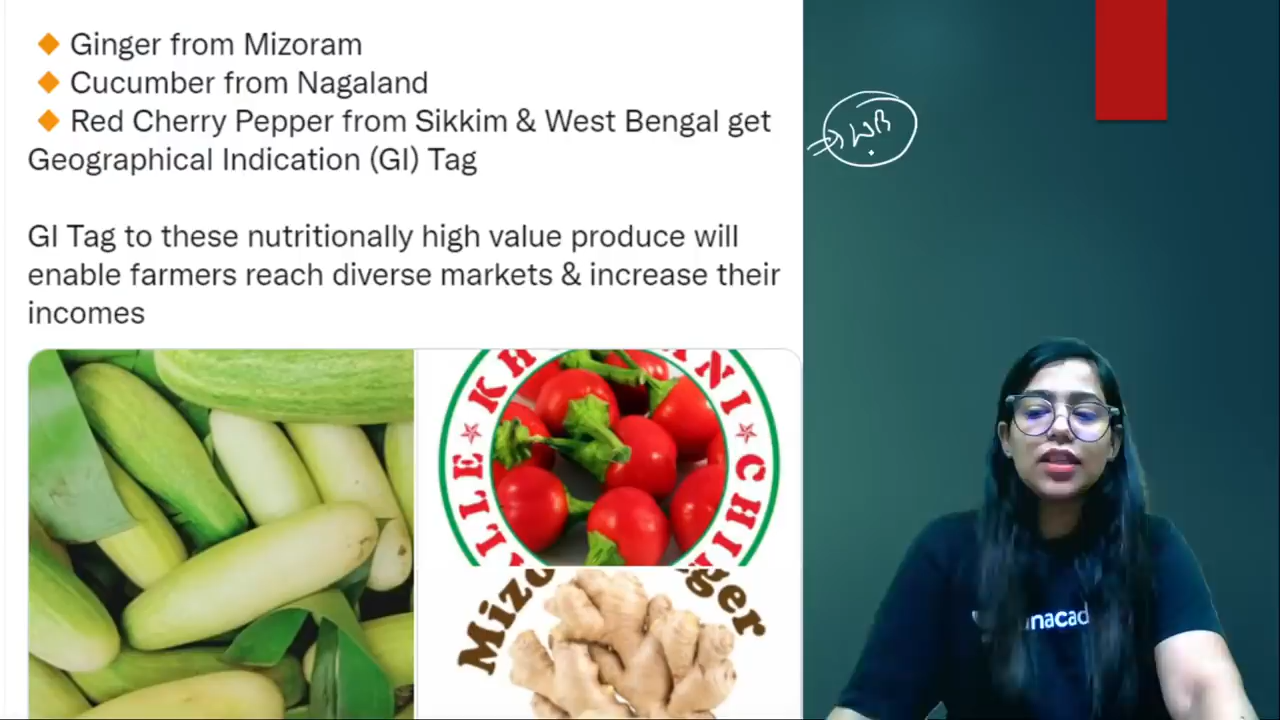 🔸 Ginger from Mizoram
🔸 Cucumber from Nagaland
🔸 Red Cherry Pepper from Sikkim & West Bengal get
Geographical Indication (GI) Tag
GI Tag to these nutritionally high value produce will
enable farmers reach diverse markets & increase their
incomes
WB